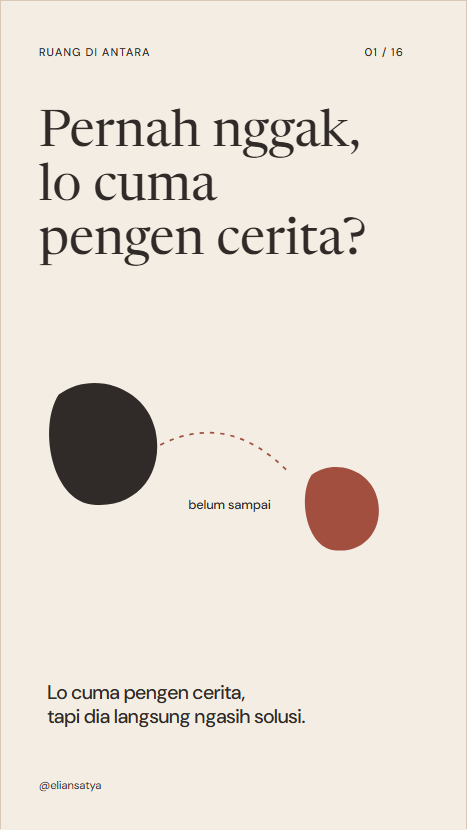 RUANG DI ANTARA
01 / 16
Pernah nggak,
lo cuma
pengen cerita?
belum sampai
Lo cuma pengen cerita,
tapi dia langsung ngasih solusi.
@eliansatya